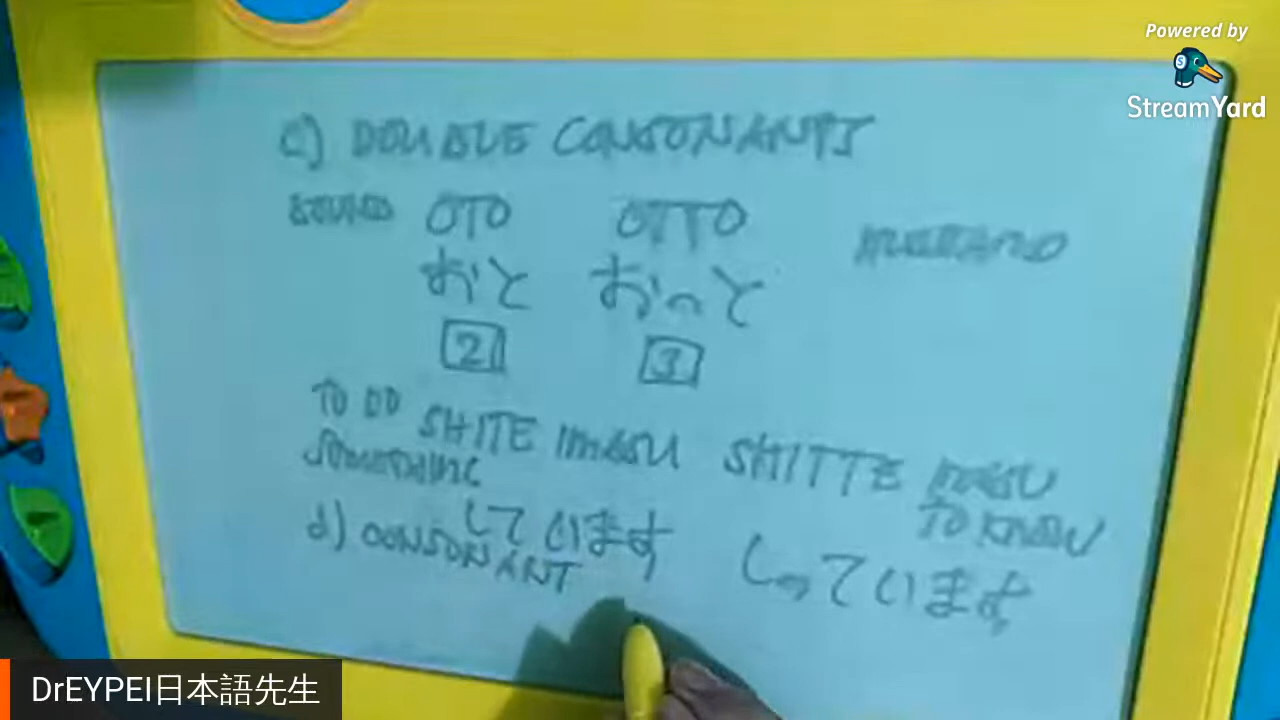 Powered by
StreamYard
C) DOUBLE CONSONANTS
SOUND OTO OTTO HUSBAND
おと おっと
2 3
TO DO SHITE IMASU SHITTE IMASU
SOMETHING TO KNOW
しています しっています
d) CONSONANT
DrEYPEI日本語先生